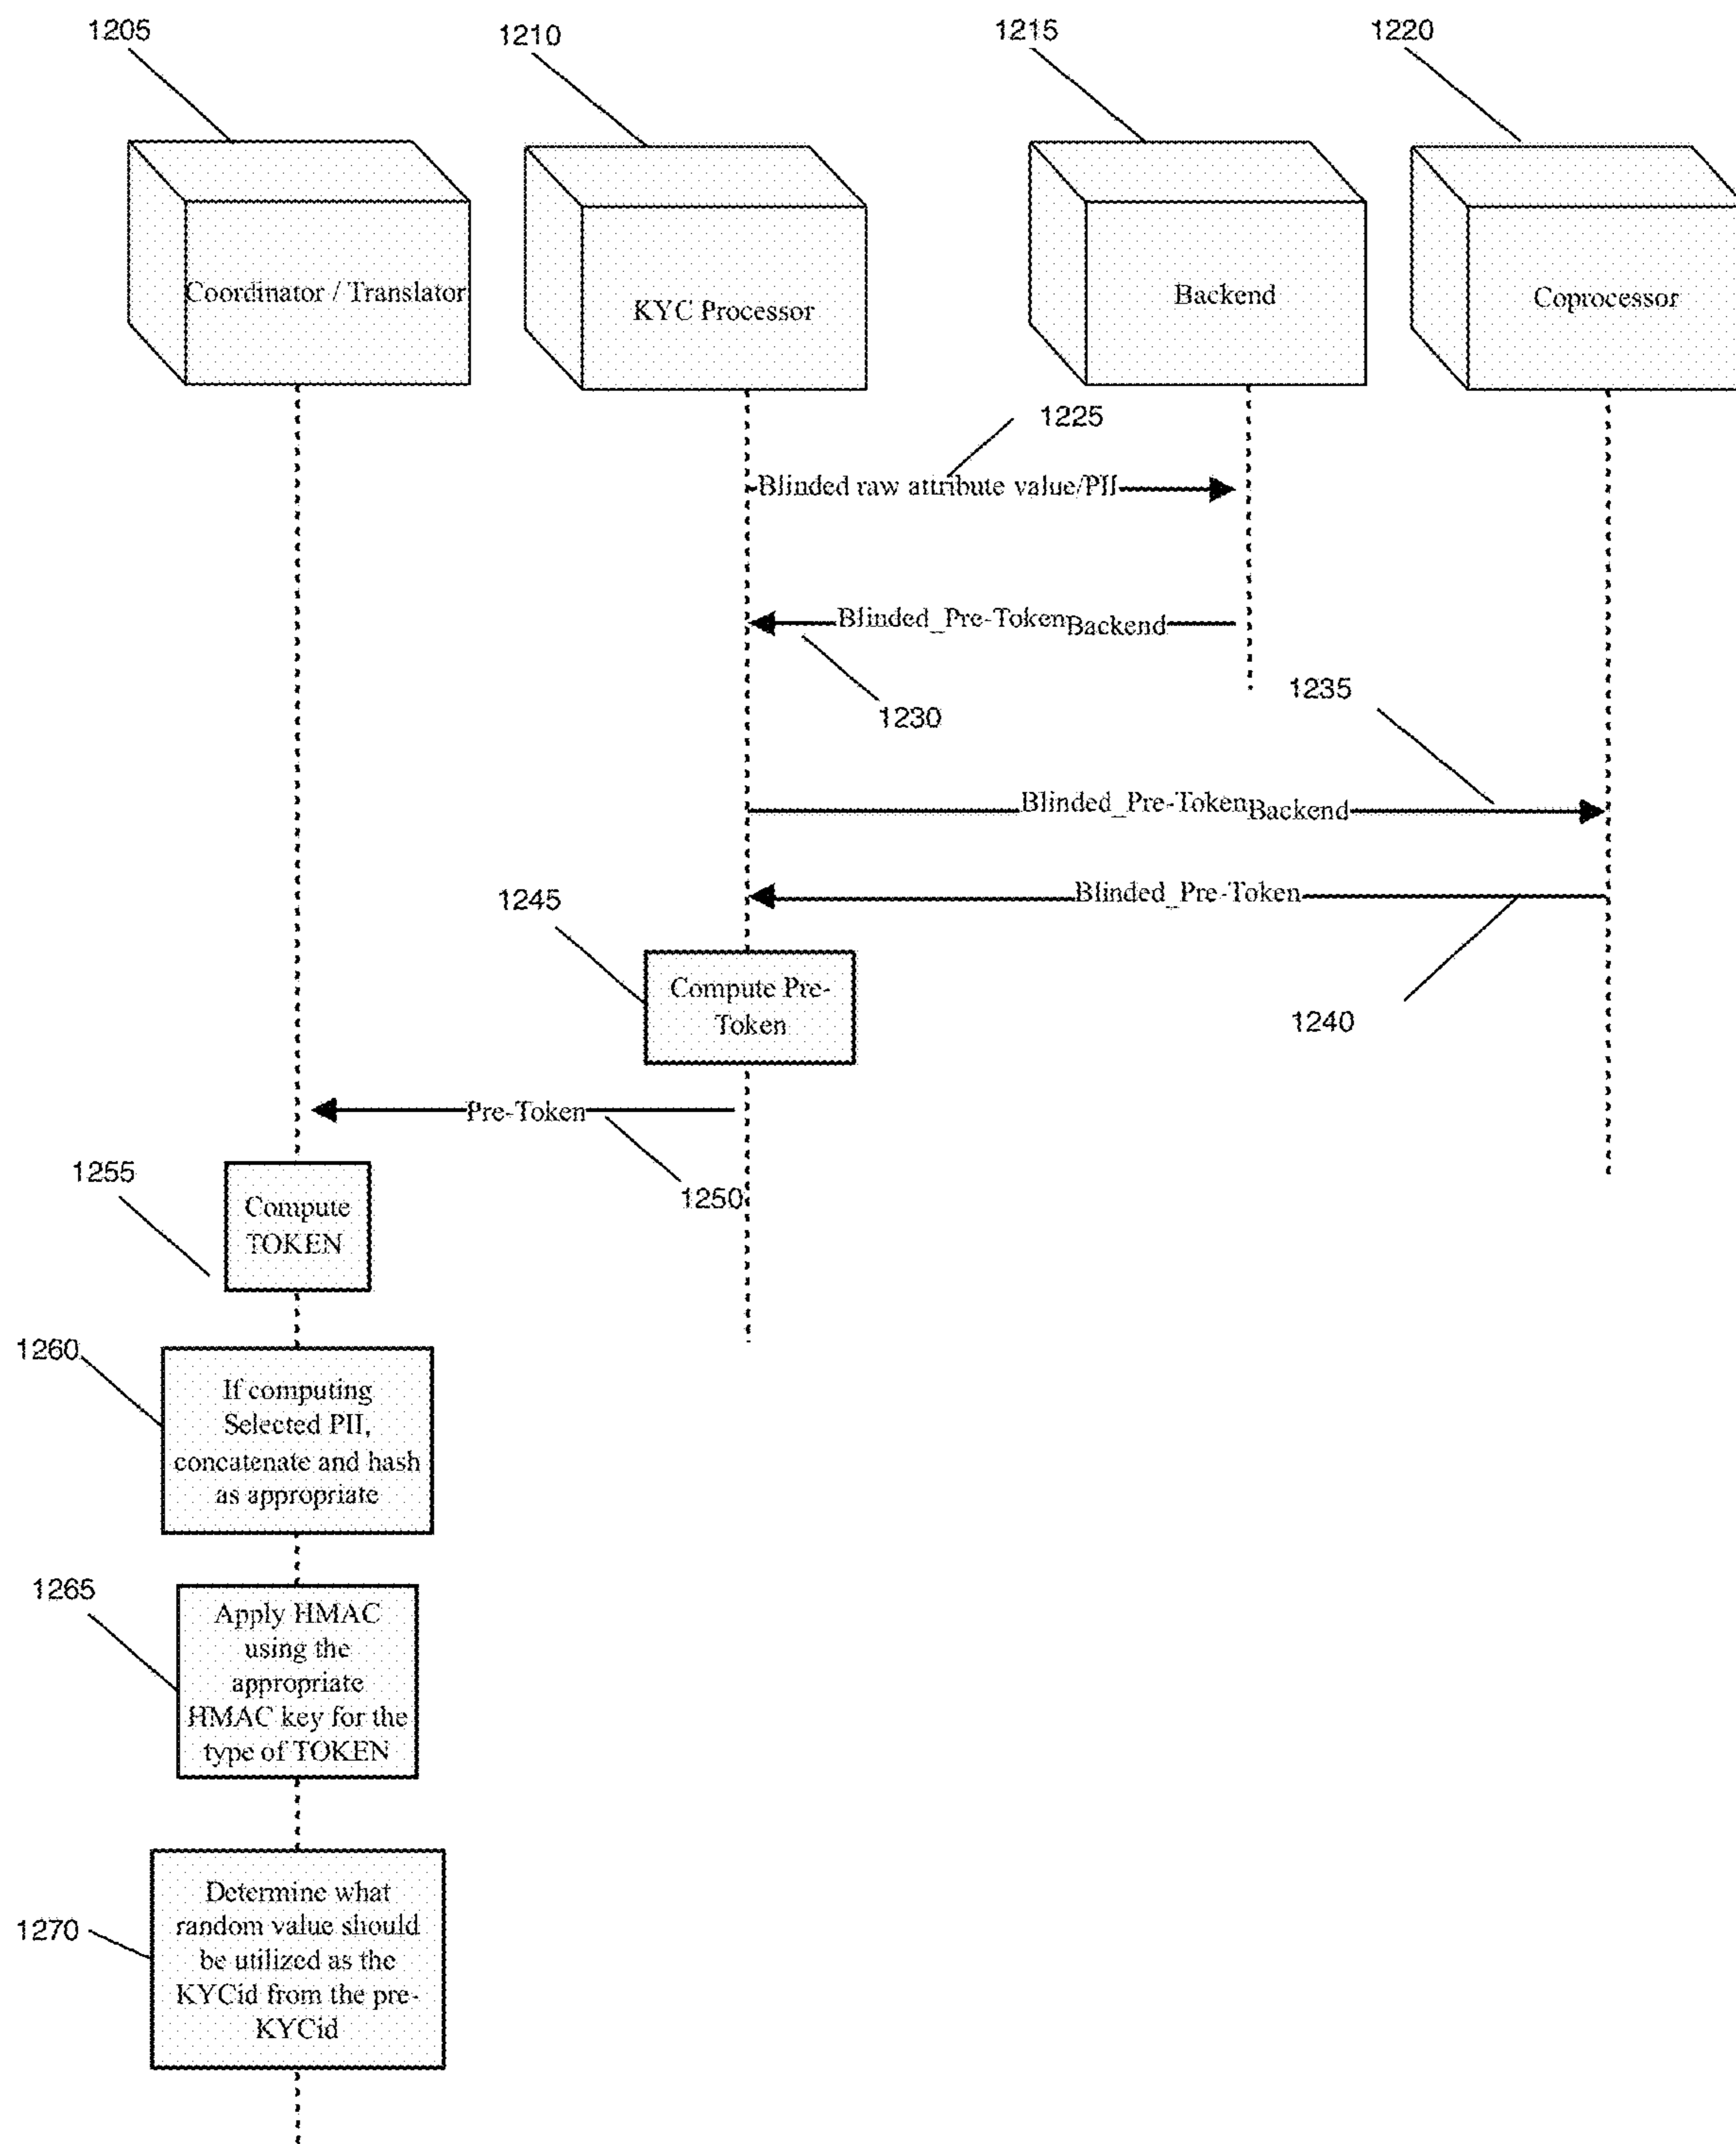 1205
1210
1215
1220
Coordinator / Translator
KYC Processor
Backend
Coprocessor
1225
Blinded raw attribute value/PII
Blinded_Pre-TokenBackend
1230
1235
Blinded_Pre-TokenBackend
Blinded_Pre-Token
1240
1245
Compute Pre-
Token
Pre-Token
1250
1255
Compute
TOKEN
1260
If computing
Selected PII,
concatenate and hash
as appropriate
1265
Apply HMAC
using the
appropriate
HMAC key for the
type of TOKEN
1270
Determine what
random value should
be utilized as the
KYCid from the pre-
KYCid